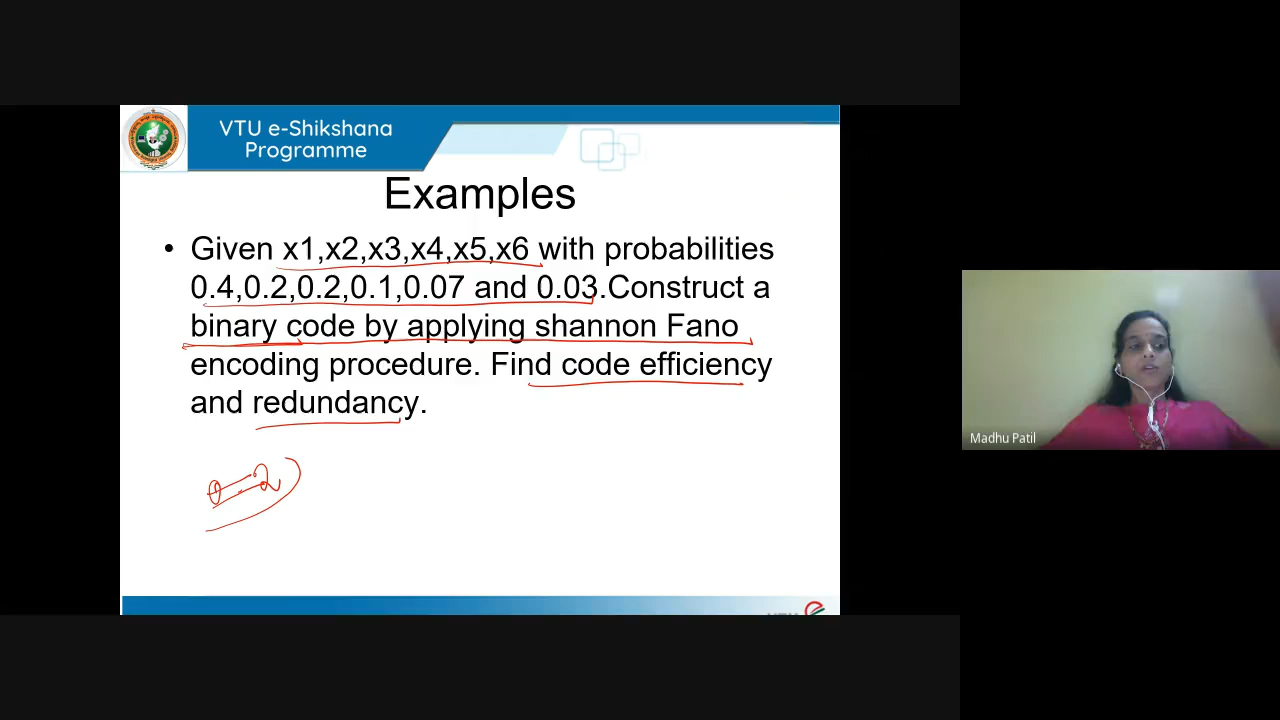 VTU e-Shikshana
Programme
Examples
• Given x1,x2,x3,x4,x5,x6 with probabilities
0.4,0.2,0.2,0.1,0.07 and 0.03.Construct a
binary code by applying shannon Fano
encoding procedure. Find code efficiency
and redundancy.
Madhu Patil